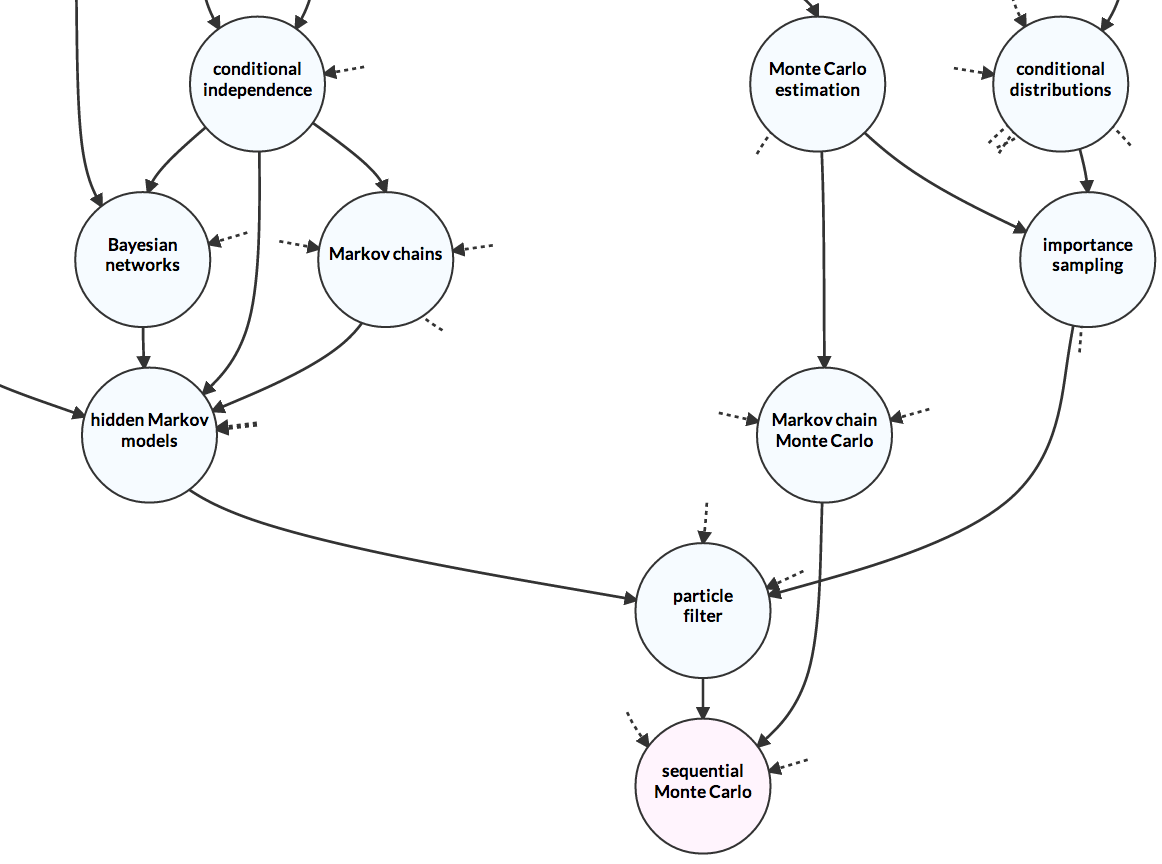 conditional
independence
Monte Carlo
estimation
conditional
distributions
Bayesian
networks
Markov chains
importance
sampling
hidden Markov
models
Markov chain
Monte Carlo
particle
filter
sequential
Monte Carlo